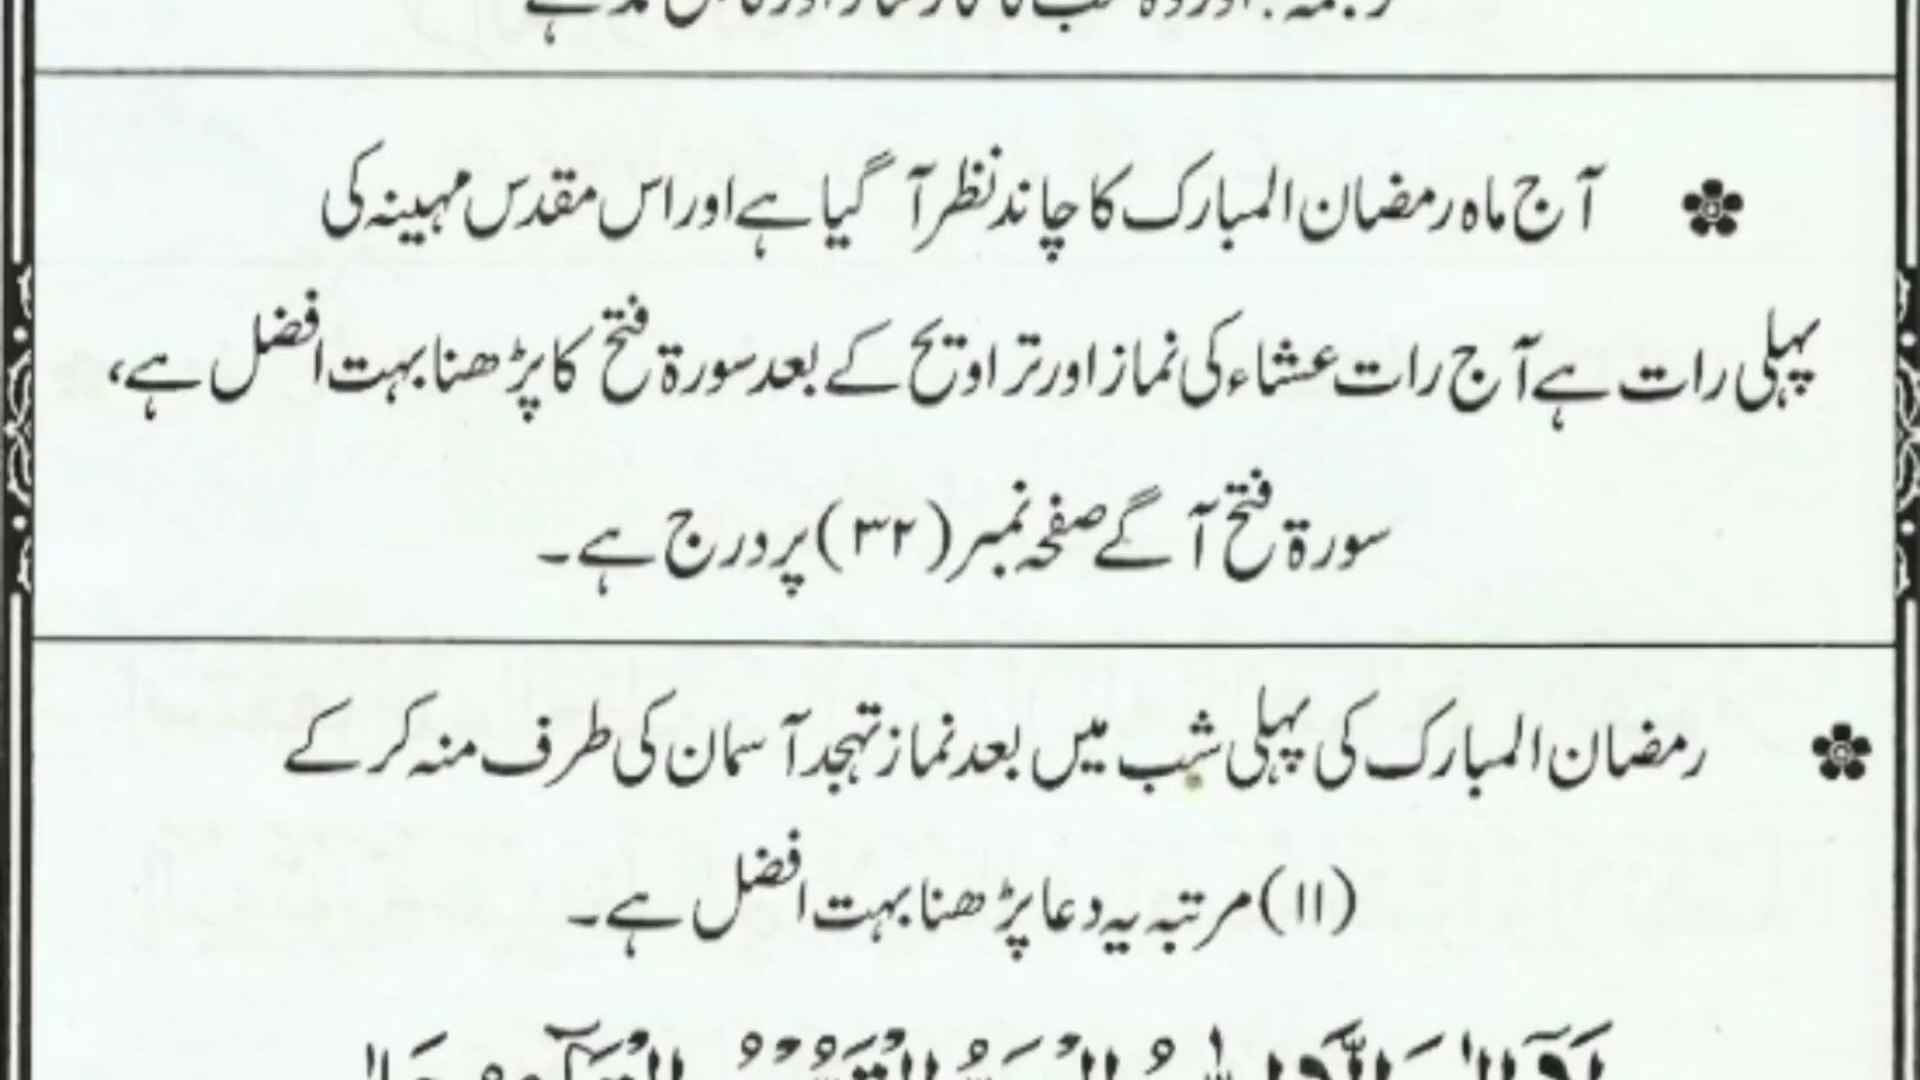 آج ماہ رمضان المبارک کا چاند نظر آ گیا ہے اور اس مقدس مہینہ کی
پہلی رات ہے آج رات عشاء کی نماز اور تراویح کے بعد سورۃ فتح کا پڑھنا بہت افضل ہے،
سورۃ فتح آگے صفحہ نمبر (۳۲) پر درج ہے۔
رمضان المبارک کی پہلی شب میں بعد نماز تہجد آسمان کی طرف منہ کر کے
(۱۱) مرتبہ یہ دعا پڑھنا بہت افضل ہے۔